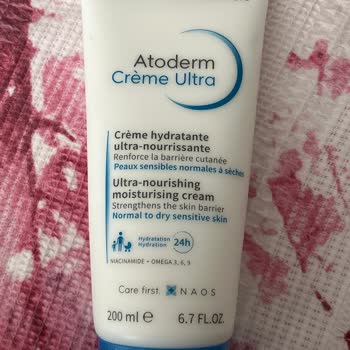 Atoderm
Crème Ultra
Crème hydratante
ultra-nourrissante
Renforce la barrière cutanée
Peaux sensibles normales à sèches
Ultra-nourishing
moisturising cream
Strengthens the skin barrier
Normal to dry sensitive skin
Hydratation
Hydration
24h
NIACINAMIDE + OMEGA 3, 6, 9
Care first.
NAOS
200 ml e 6.7 FL.OZ.